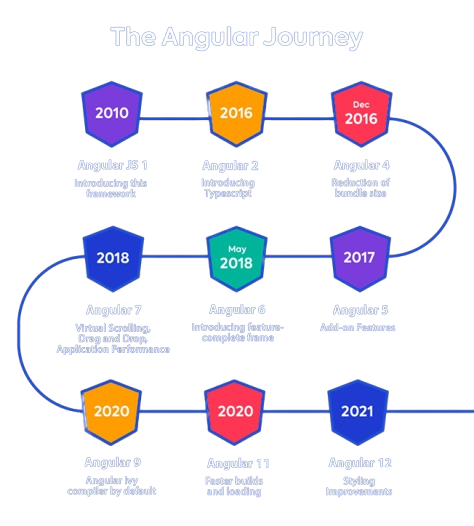 The Angular Journey
2010
2016
Dec
2016
Angular JS 1
Angular 2
Angular 4
Introducing this
framework
Introducing
Typescript
Reduction of
bundle size
2018
May
2018
2017
Angular 7
Angular 6
Angular 5
Virtual Scrolling,
Drag and Drop,
Application Performance
Introducing feature-
complete frame
Add-on Features
2020
2020
2021
Angular 9
Angular 11
Angular 12
Angular ivy
compiler by default
Faster builds
and loading
Styling
Improvements